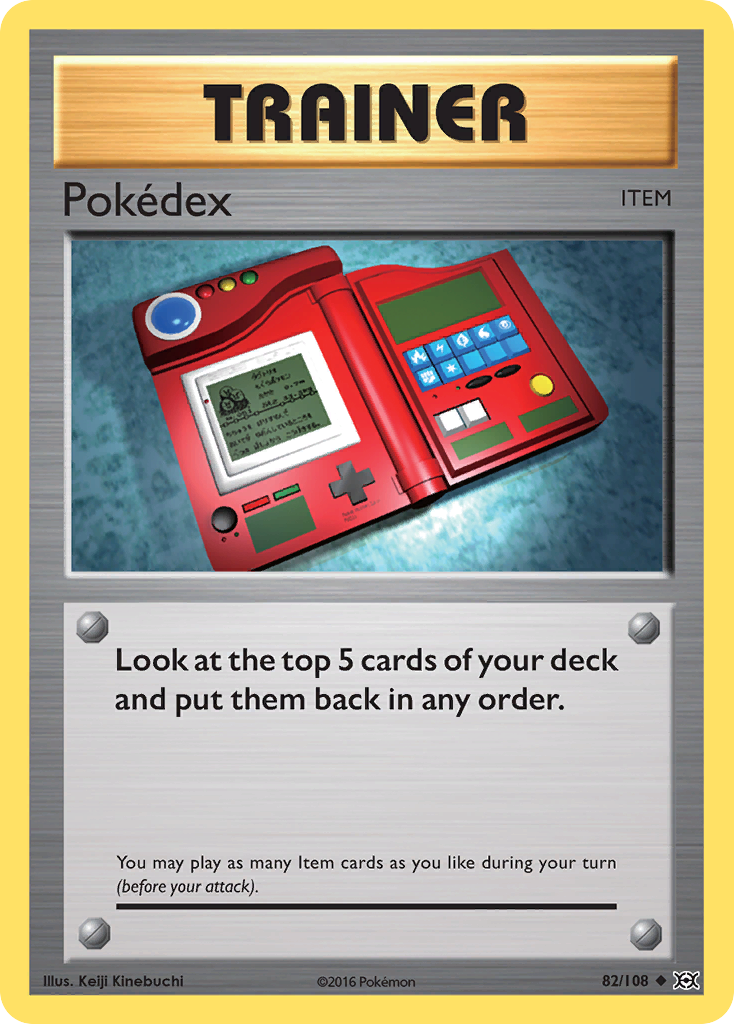 TRAINER
Pokédex
ITEM
Look at the top 5 cards of your deck
and put them back in any order.
You may play as many Item cards as you like during your turn
(before your attack).
Illus. Keiji Kinebuchi
©2016 Pokémon
82/108